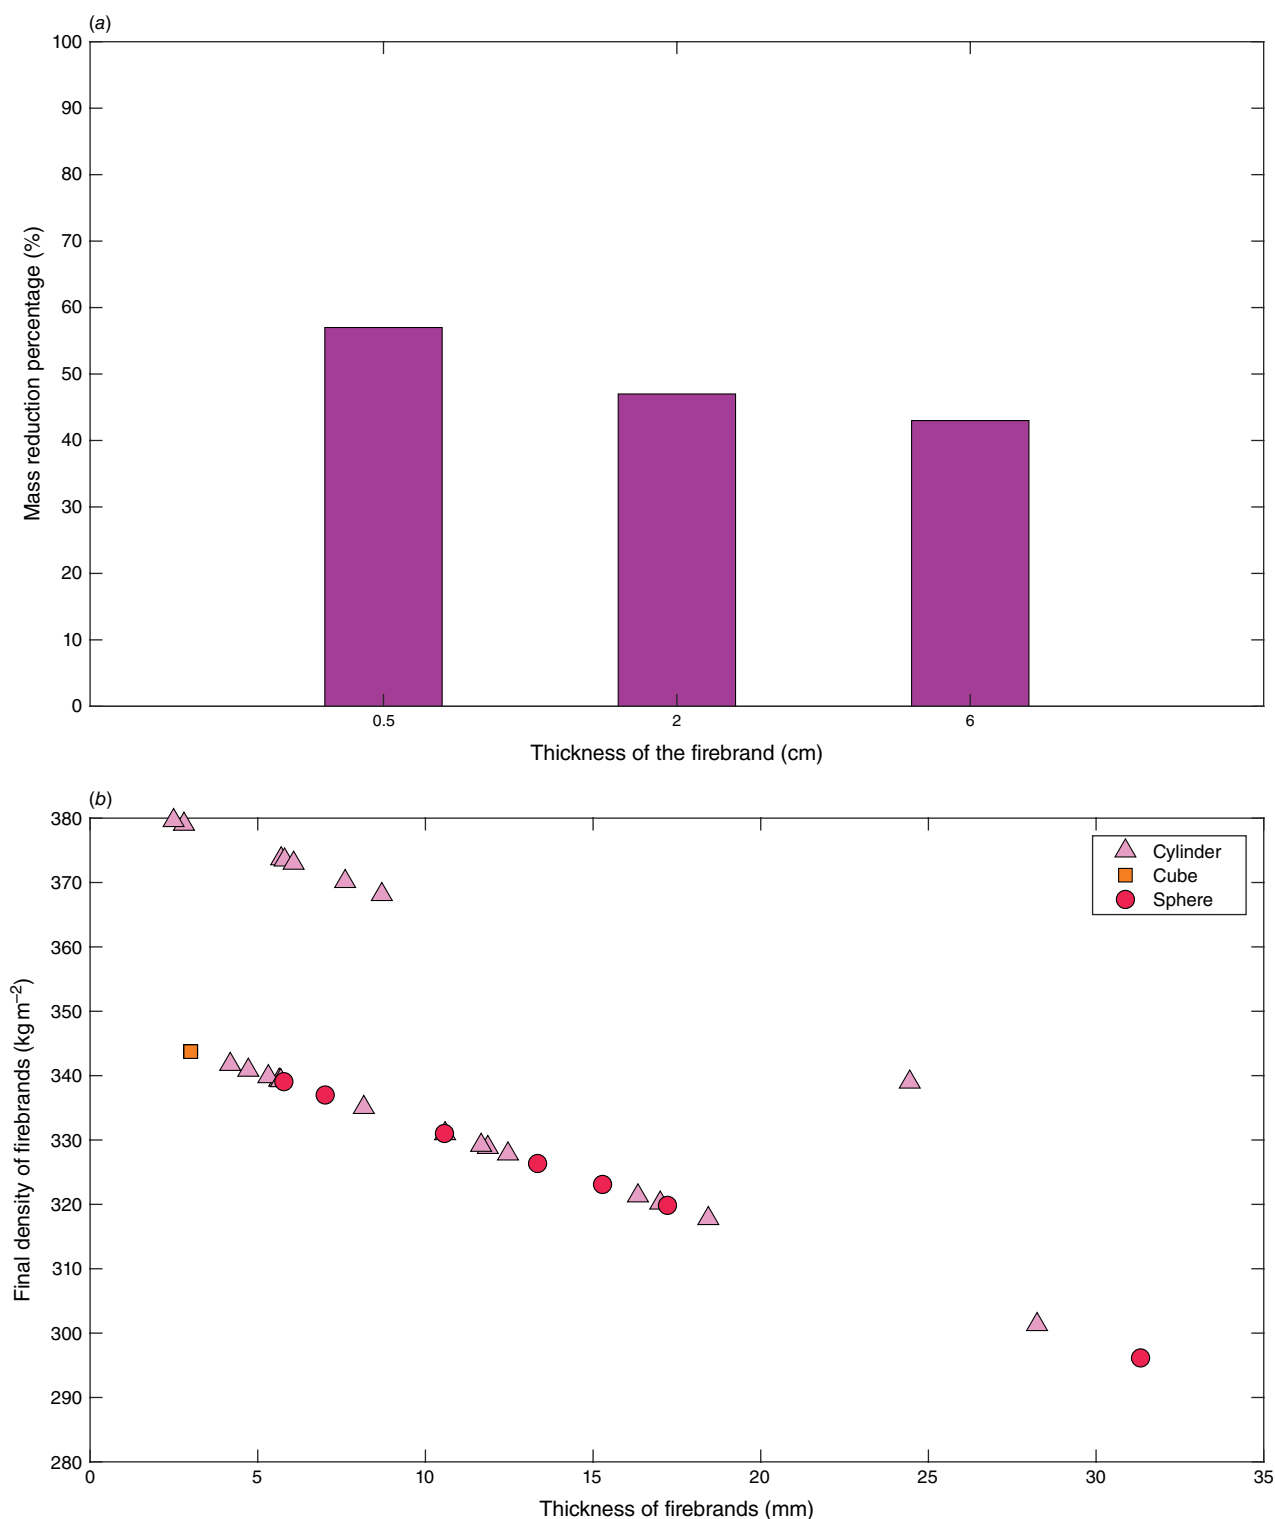 (a)
100
90
80
70
60
50
40
30
20
10
0
Mass reduction percentage (%)
0.5 2 6
Thickness of the firebrand (cm)
(b)
380
370
360
350
340
330
320
310
300
290
280
Final density of firebrands (kg m⁻²)
Cylinder
Cube
Sphere
0 5 10 15 20 25 30 35
Thickness of firebrands (mm)